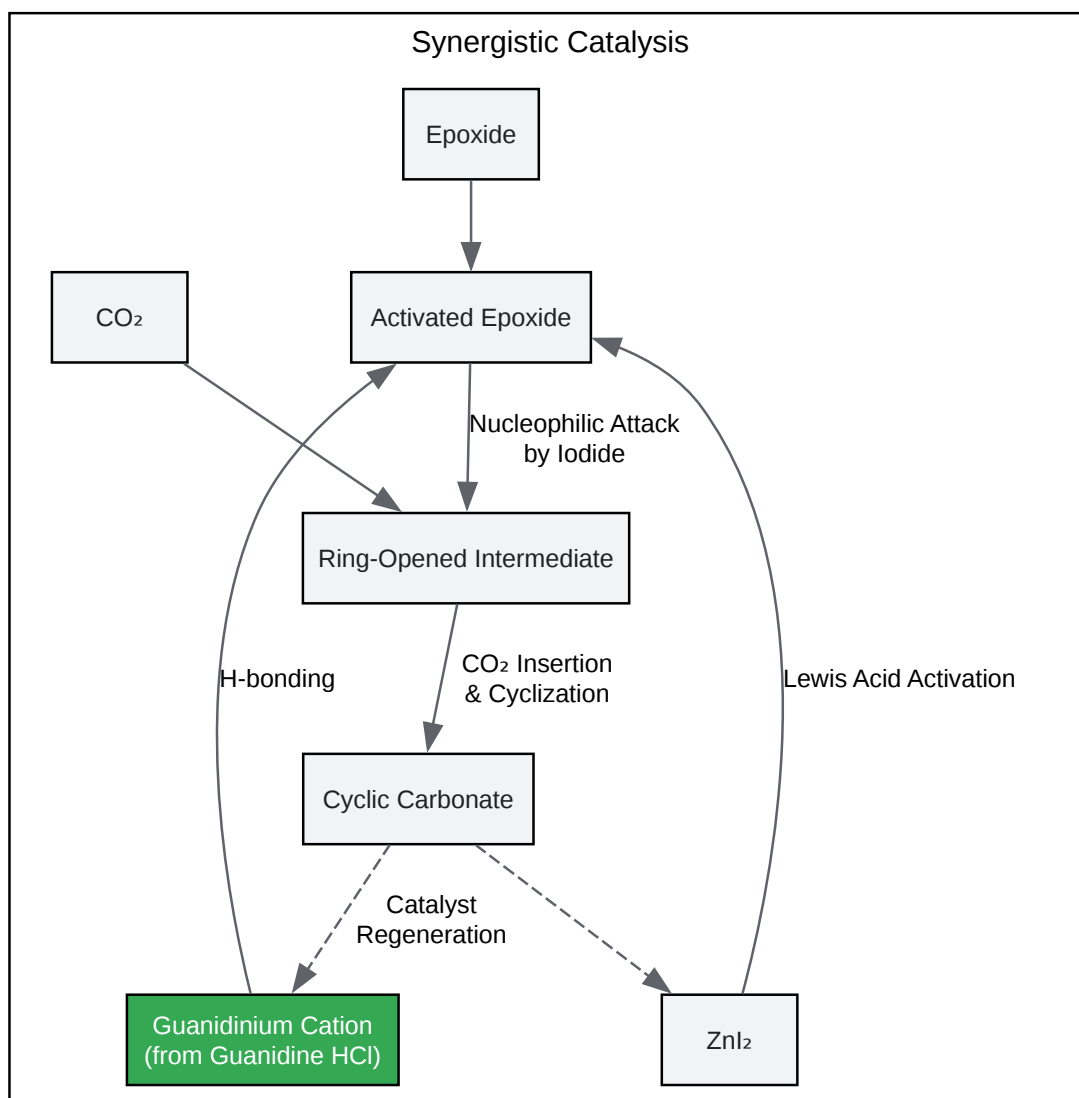 Synergistic Catalysis
Epoxide
CO₂
Activated Epoxide
Nucleophilic Attack
by Iodide
Ring-Opened Intermediate
H-bonding
CO₂ Insertion
& Cyclization
Lewis Acid Activation
Cyclic Carbonate
Catalyst
Regeneration
Guanidinium Cation
(from Guanidine HCl)
ZnI₂